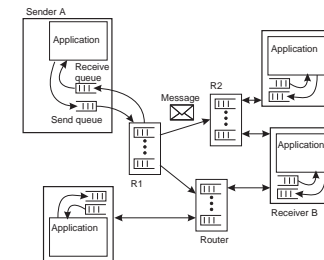 Sender A
Application
Receive
queue
Send queue
R1
Message
R2
Application
Application
Receiver B
Router
Application